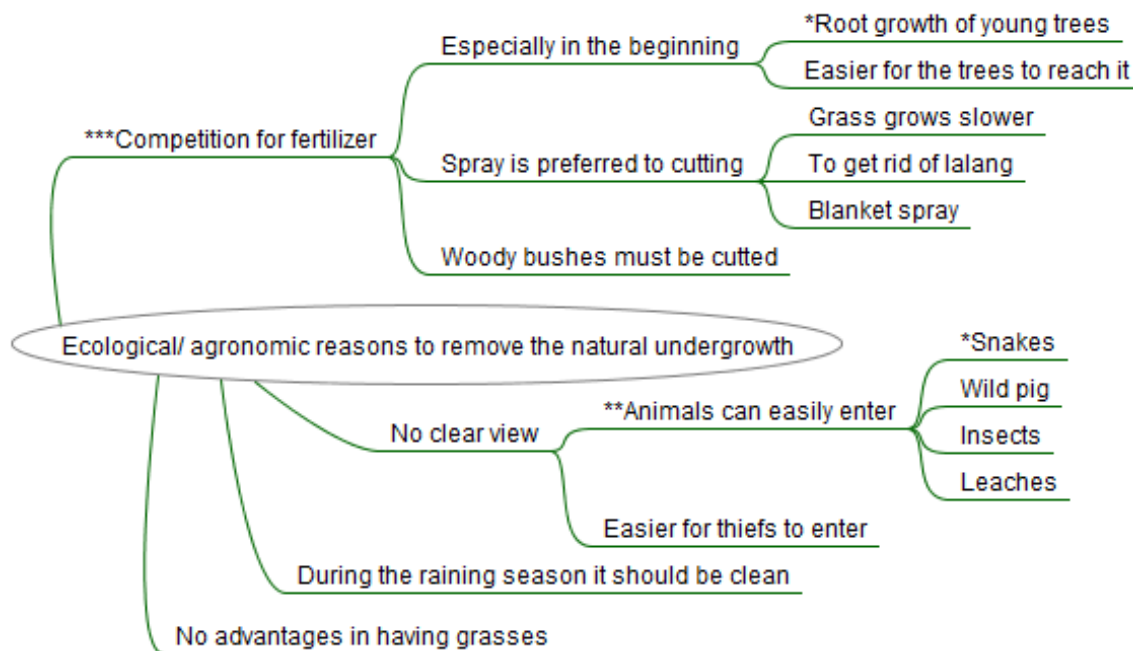 *Root growth of young trees
Especially in the beginning
Easier for the trees to reach it
Grass grows slower
***Competition for fertilizer
Spray is preferred to cutting
To get rid of lalang
Blanket spray
Woody bushes must be cutted
Ecological/ agronomic reasons to remove the natural undergrowth
*Snakes
Wild pig
**Animals can easily enter
No clear view
Insects
Leaches
Easier for thiefs to enter
During the raining season it should be clean
No advantages in having grasses